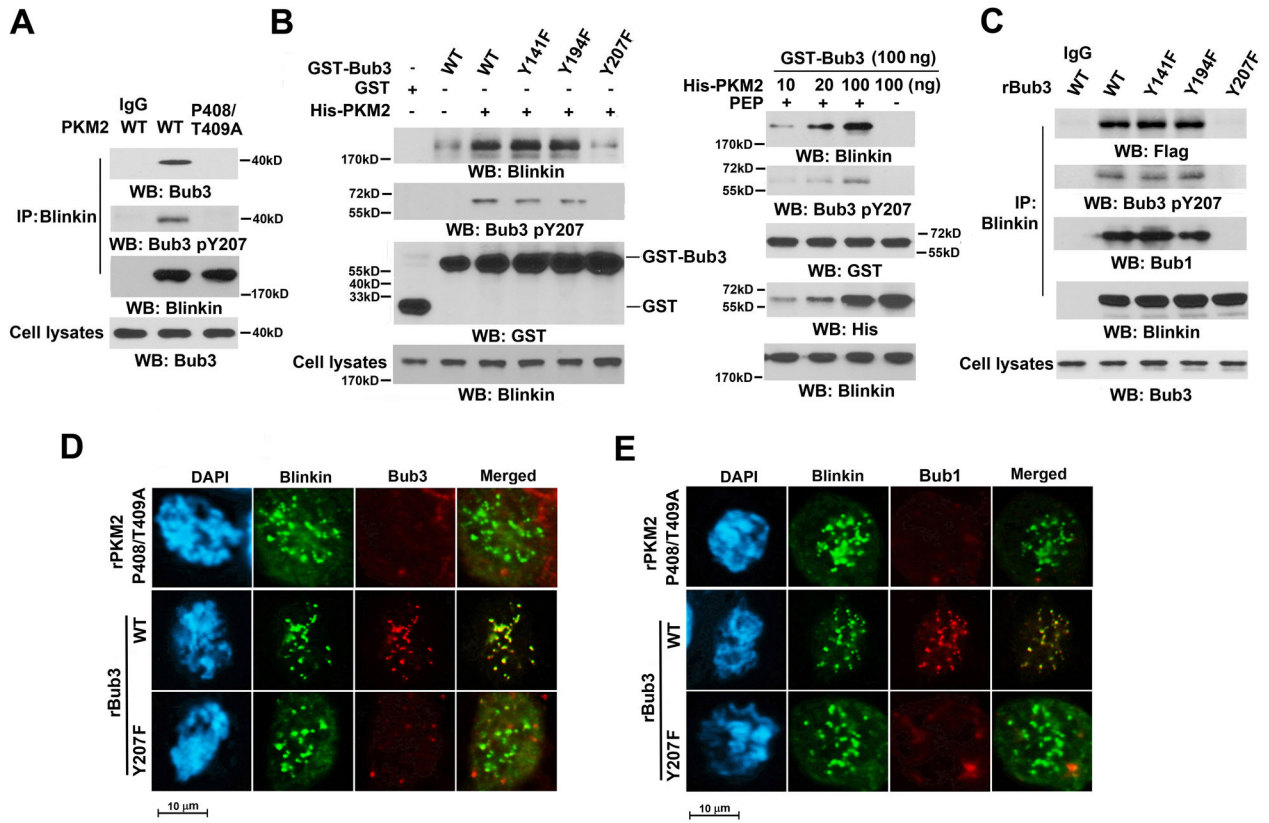 A
IgG P408/
PKM2 WT WT T409A
40kD
WB: Bub3
IP:Blinkin
40kD
WB: Bub3 pY207
170kD
WB: Blinkin
Cell lysates 40kD
WB: Bub3
B
GST-Bub3 - WT WT Y141F Y194F Y207F
GST + - - - - -
His-PKM2 - - + + + +
170kD
WB: Blinkin
72kD
55kD
WB: Bub3 pY207
GST-Bub3
55kD
40kD
33kD
GST
WB: GST
Cell lysates
170kD
WB: Blinkin
GST-Bub3 (100 ng)
His-PKM2 10 20 100 100 (ng)
PEP + + + -
170kD
WB: Blinkin
72kD
55kD
WB: Bub3 pY207
72kD
55kD
WB: GST
72kD
55kD
WB: His
170kD
WB: Blinkin
C
IgG
rBub3 WT WT Y141F Y194F Y207F
WB: Flag
IP:
Blinkin
WB: Bub3 pY207
WB: Bub1
WB: Blinkin
Cell lysates
WB: Bub3
D
DAPI Blinkin Bub3 Merged
rPKM2
P408/T409A
rBub3
WT
Y207F
10 μm
E
DAPI Blinkin Bub1 Merged
rPKM2
P408/T409A
rBub3
WT
Y207F
10 μm